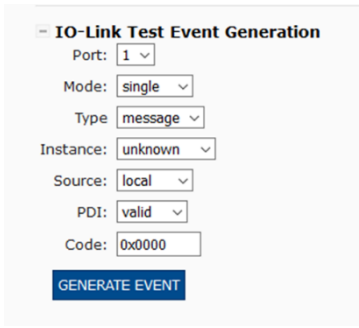 IO-Link Test Event Generation
Port: 1
Mode: single
Type message
Instance: unknown
Source: local
PDI: valid
Code: 0x0000
GENERATE EVENT